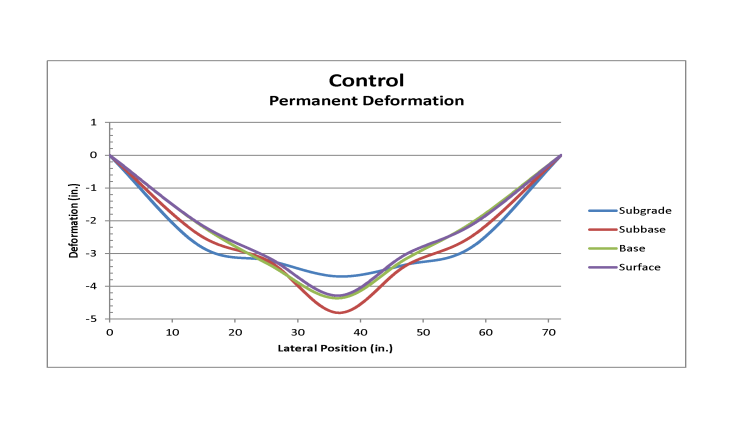 Control
Permanent Deformation
1
0
-1
-2
-3
-4
-5
Deformation (in.)
0 10 20 30 40 50 60 70
Lateral Position (in.)
Subgrade
Subbase
Base
Surface